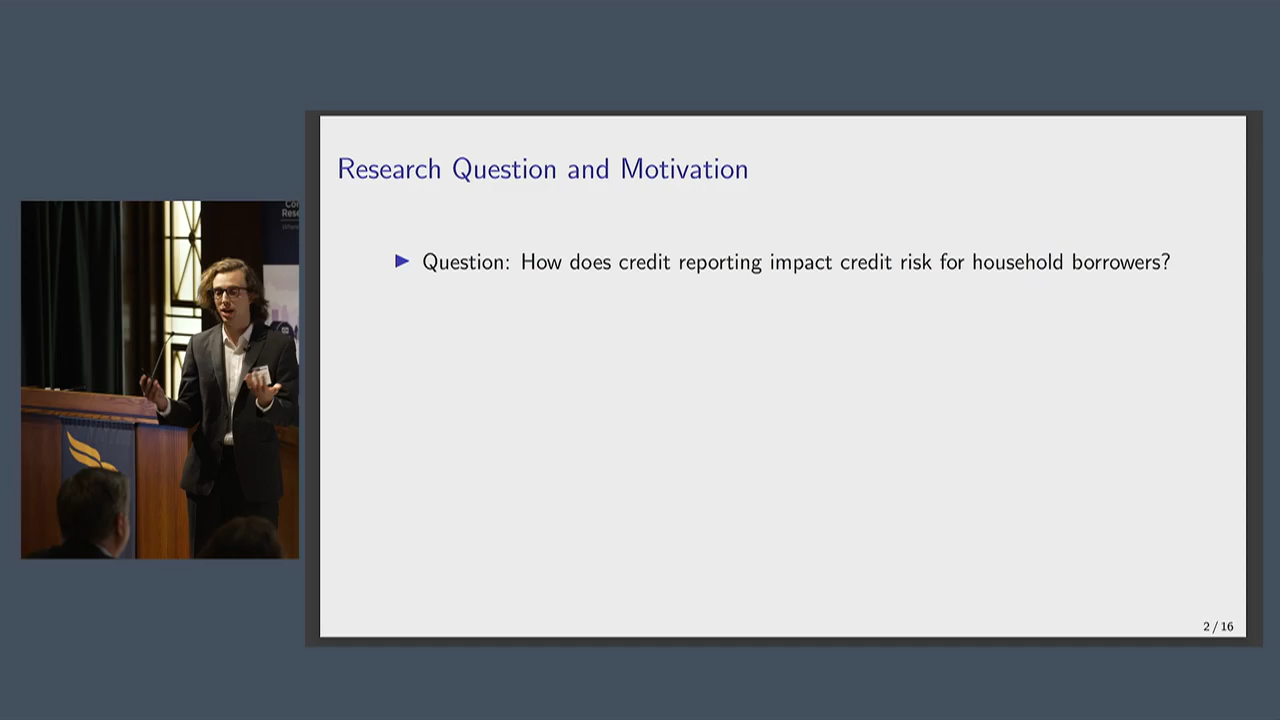 Research Question and Motivation
▶ Question: How does credit reporting impact credit risk for household borrowers?
2 / 16